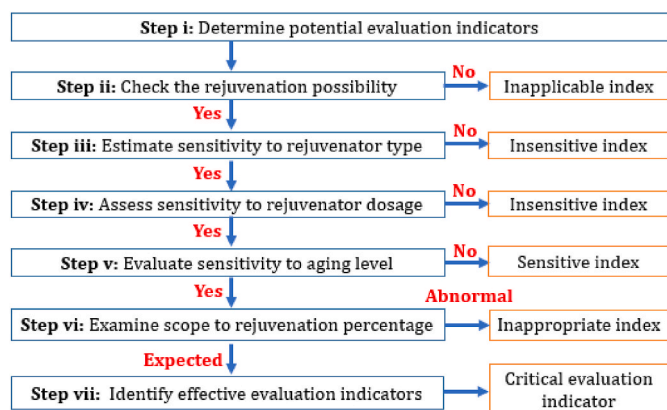 Step i: Determine potential evaluation indicators
Step ii: Check the rejuvenation possibility
No
Inapplicable index
Yes
Step iii: Estimate sensitivity to rejuvenator type
No
Insensitive index
Yes
Step iv: Assess sensitivity to rejuvenator dosage
No
Insensitive index
Yes
Step v: Evaluate sensitivity to aging level
No
Sensitive index
Yes
Abnormal
Step vi: Examine scope to rejuvenation percentage
Inappropriate index
Expected
Step vii: Identify effective evaluation indicators
Critical evaluation
indicator